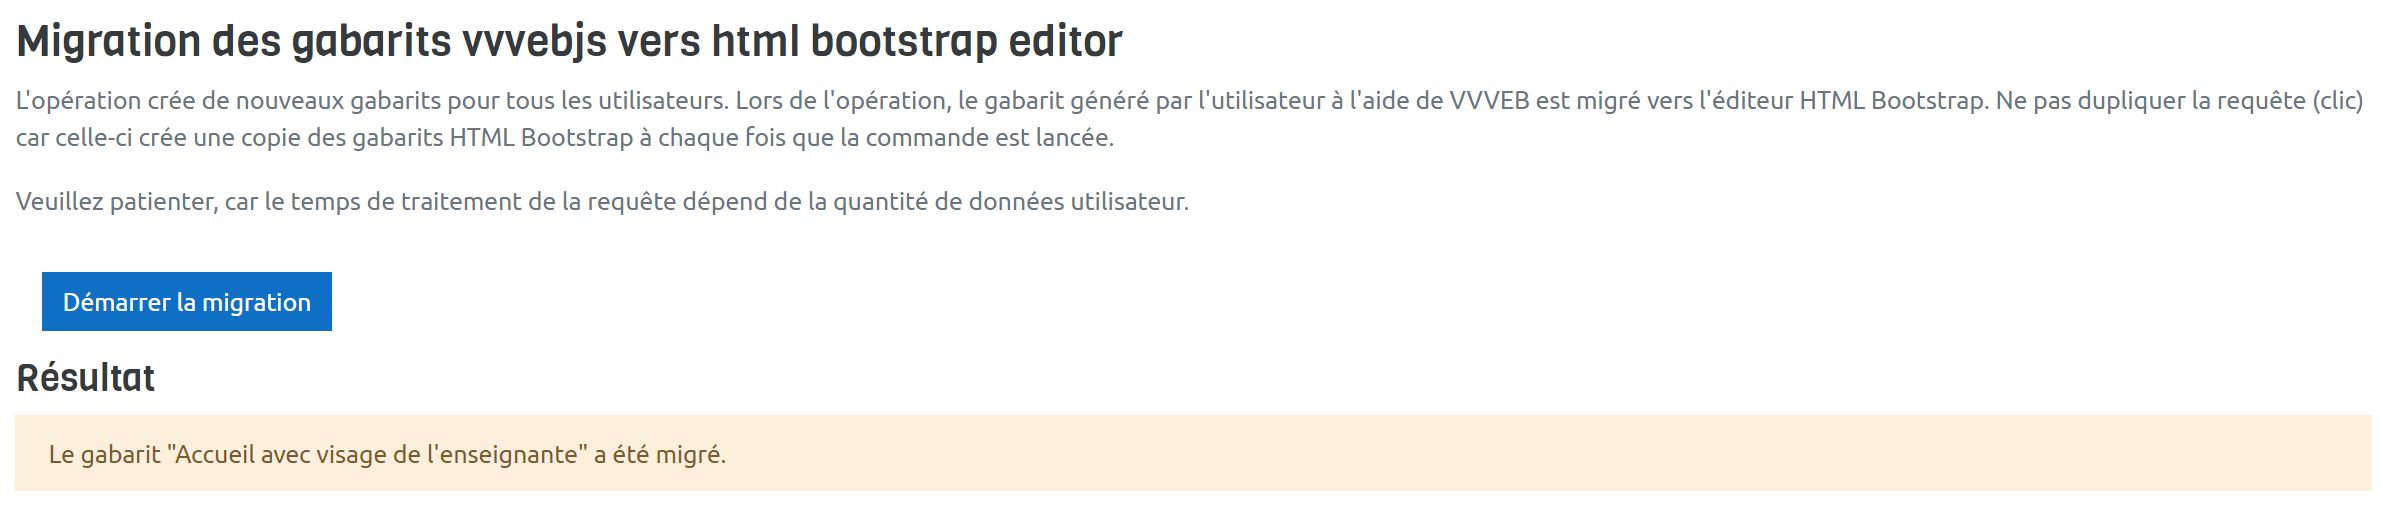 Migration des gabarits vvvebjs vers html bootstrap editor
L'opération crée de nouveaux gabarits pour tous les utilisateurs. Lors de l'opération, le gabarit généré par l'utilisateur à l'aide de VVVEB est migré vers l'éditeur HTML Bootstrap. Ne pas dupliquer la requête (clic)
car celle-ci crée une copie des gabarits HTML Bootstrap à chaque fois que la commande est lancée.
Veuillez patienter, car le temps de traitement de la requête dépend de la quantité de données utilisateur.
Démarrer la migration
Résultat
Le gabarit "Accueil avec visage de l'enseignante" a été migré.